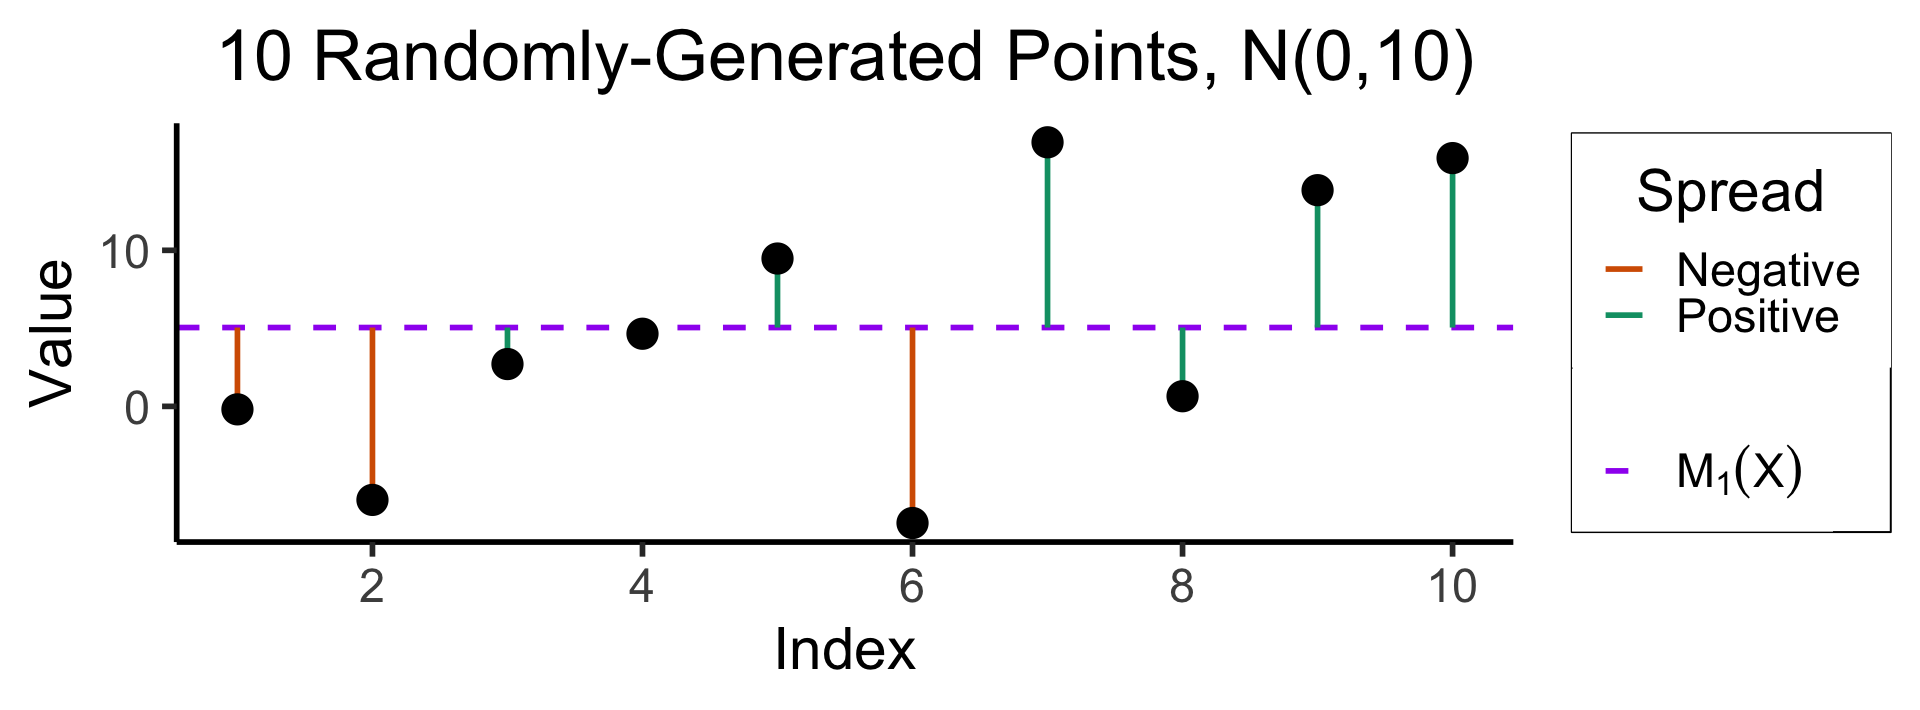 10 Randomly-Generated Points, N(0,10)
Value
10
0
2 4 6 8 10
Index
Spread
Negative
Positive
M₁(X)